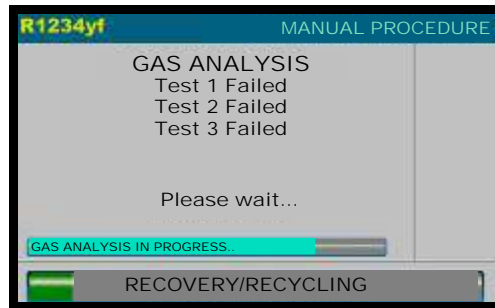 R1234yf
MANUAL PROCEDURE
GAS ANALYSIS
Test 1 Failed
Test 2 Failed
Test 3 Failed
Please wait...
GAS ANALYSIS IN PROGRESS..
RECOVERY/RECYCLING